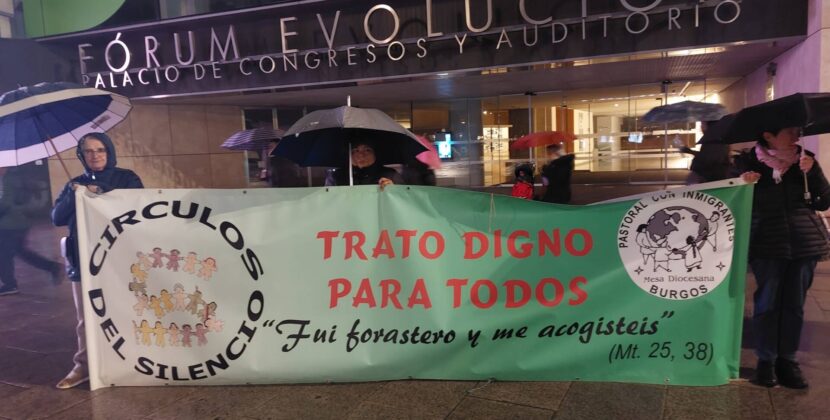 FÓRUM EVOLUCIÓN
PALACIO DE CONGRESOS Y AUDITORIO
CIRCULOS
DEL SILENCIO
TRATO DIGNO
PARA TODOS
"Fui forastero y me acogisteis"
(Mt. 25, 38)
PASTORAL CON INMIGRANTES
Mesa Diocesana
BURGOS